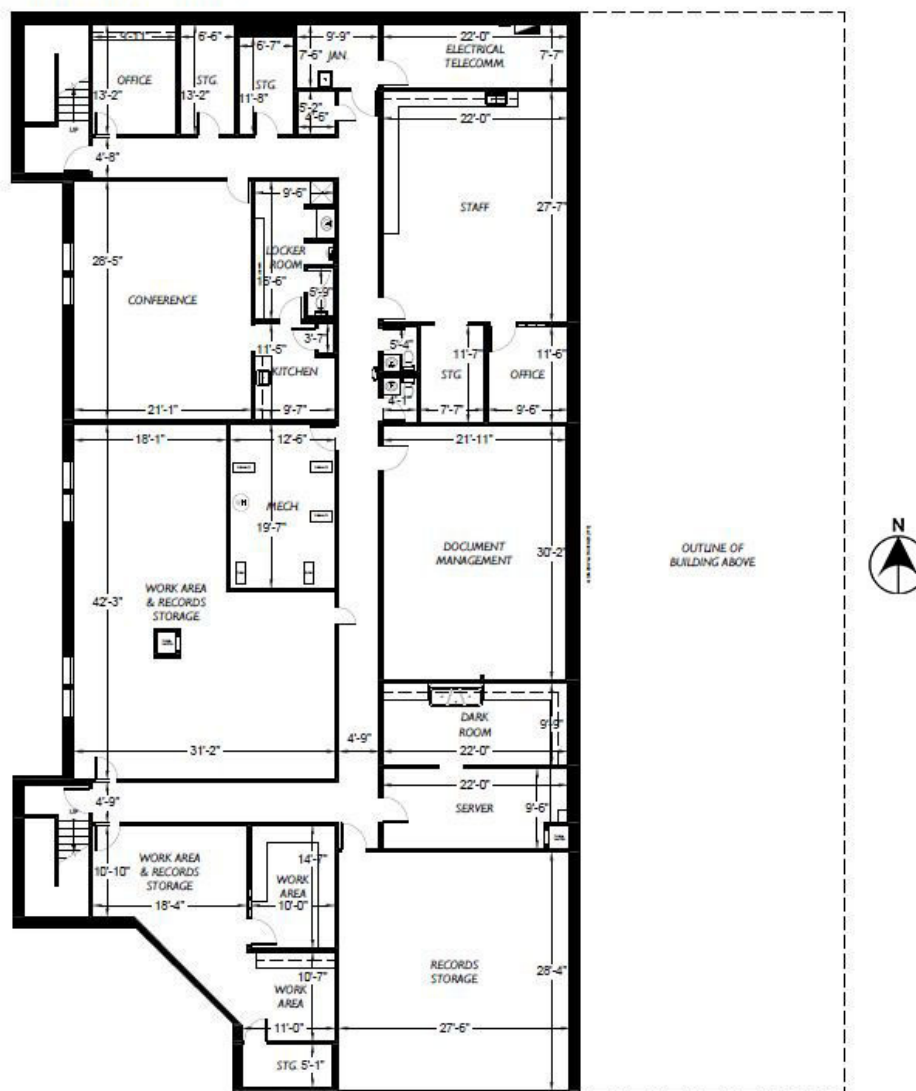 9'-11"
6'-6"
6'-7"
9'-9"
7'-6"
JAN.
22'-0"
ELECTRICAL
TELECOMM.
7'-7"
OFFICE
13'-2"
STG.
13'-2"
STG.
11'-8"
5'-2"
4'-6"
22'-0"
UP
4'-8"
9'-6"
STAFF
27'-7"
28'-5"
LOCKER
ROOM
15'-6"
5'-9"
CONFERENCE
3'-7"
11'-5"
KITCHEN
5'-4"
11'-7"
STG.
11'-6"
OFFICE
21'-1"
9'-7"
4'-1"
7'-7"
9'-6"
18'-1"
12'-6"
21'-11"
H
MECH
19'-7"
DOCUMENT
MANAGEMENT
30'-2"
OUTLINE OF
BUILDING ABOVE
N
42'-3"
WORK AREA
& RECORDS
STORAGE
DARK
ROOM
9'-9"
31'-2"
4'-9"
22'-0"
22'-0"
4'-9"
UP
SERVER
9'-6"
WORK AREA
& RECORDS
STORAGE
10'-10"
18'-4"
14'-7"
WORK
AREA
10'-0"
RECORDS
STORAGE
28'-4"
10'-7"
WORK
AREA
11'-0"
27'-6"
STG.
5'-1"